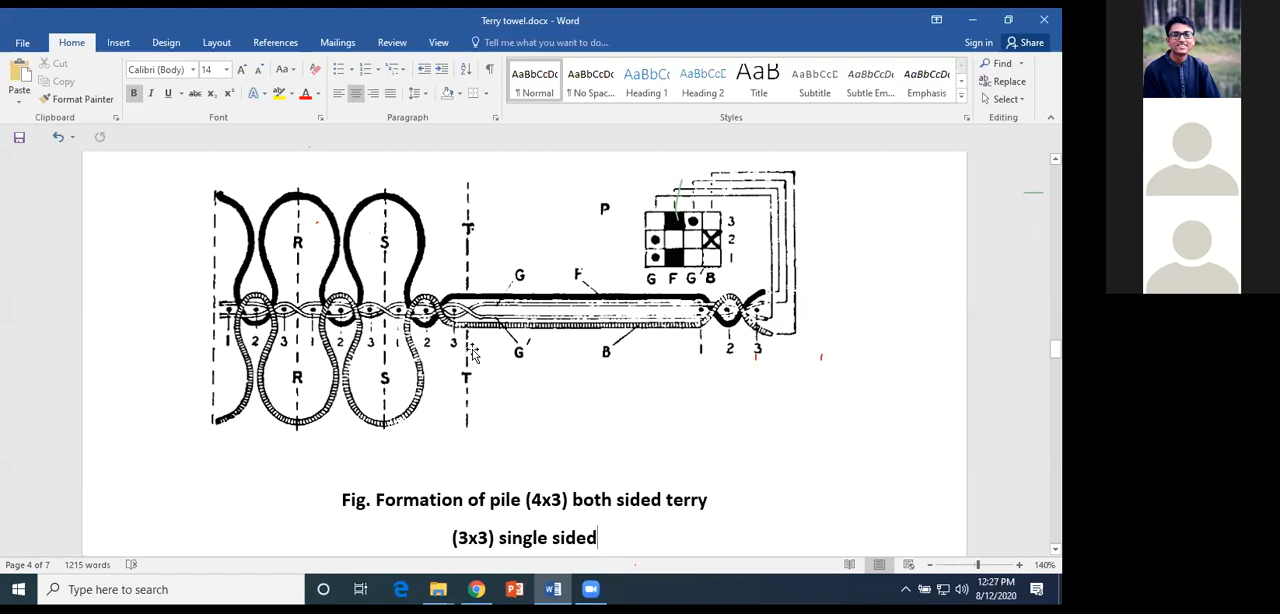 Terry towel.docx - Word
File Home Insert Design Layout References Mailings Review View Tell me what you want to do... Sign in Share
Paste Cut Copy Format Painter Clipboard
Calibri (Body) 14 Font
Paragraph
AaBbCcDc ¶ Normal
AaBbCcDc ¶ No Spac...
AaBbCc Heading 1
AaBbCcC Heading 2
AaB Title
AaBbCcD Subtitle
AaBbCcDc Subtle Em...
AaBbCcDc Emphasis
Styles
Find Replace Select Editing
P
3
2
1
G F G' B
R S T
G F
1 2 3 1 2 3 1 2 3 1 2 3
G' B
R S T
Fig. Formation of pile (4x3) both sided terry
(3x3) single sided
Page 4 of 7 1215 words 140%
Type here to search
12:27 PM
8/12/2020